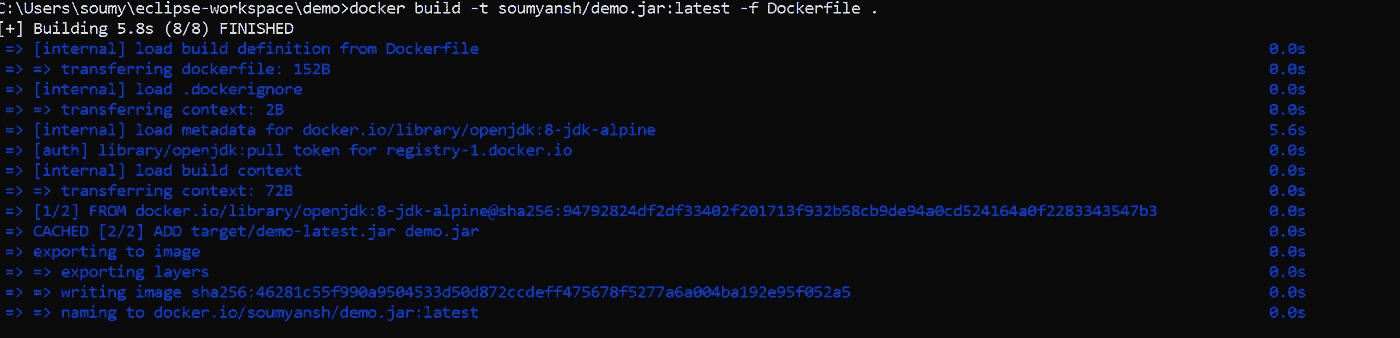 C:\Users\soumy\eclipse-workspace\demo>docker build -t soumyansh/demo.jar:latest -f Dockerfile .
[+] Building 5.8s (8/8) FINISHED
=> [internal] load build definition from Dockerfile 0.0s
=> => transferring dockerfile: 152B 0.0s
=> [internal] load .dockerignore 0.0s
=> => transferring context: 2B 0.0s
=> [internal] load metadata for docker.io/library/openjdk:8-jdk-alpine 5.6s
=> [auth] library/openjdk:pull token for registry-1.docker.io 0.0s
=> [internal] load build context 0.0s
=> => transferring context: 72B 0.0s
=> [1/2] FROM docker.io/library/openjdk:8-jdk-alpine@sha256:94792824df2df33402f201713f932b58cb9de94a0cd524164a0f2283343547b3 0.0s
=> CACHED [2/2] ADD target/demo-latest.jar demo.jar 0.0s
=> exporting to image 0.0s
=> => exporting layers 0.0s
=> => writing image sha256:46281c55f990a9504533d50d872ccdeff475678f5277a6a004ba192e95f052a5 0.0s
=> => naming to docker.io/soumyansh/demo.jar:latest 0.0s